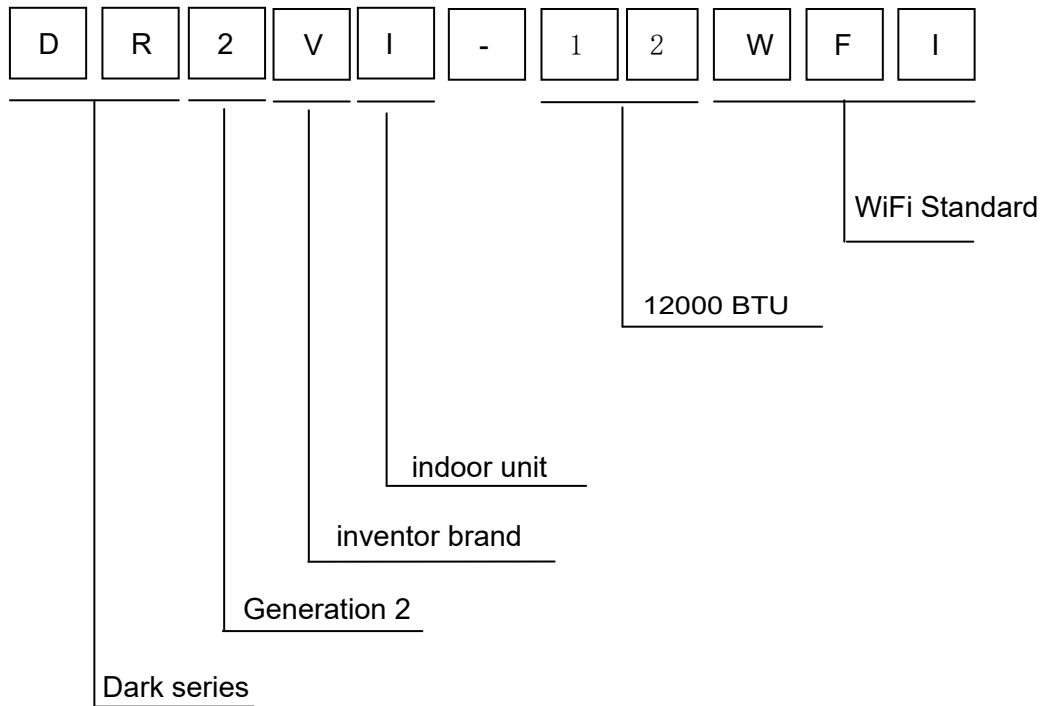 D R 2 V I - 1 2 W F I
WiFi Standard
12000 BTU
indoor unit
inventor brand
Generation 2
Dark series